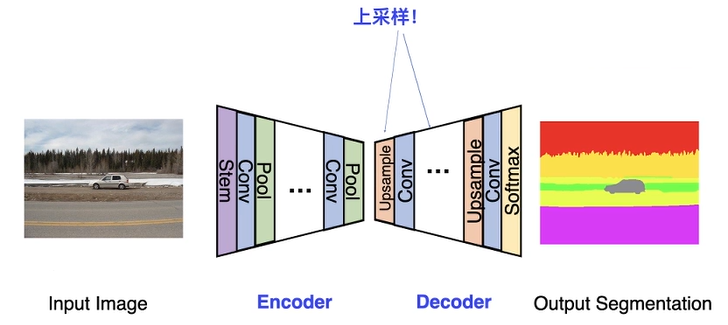 上采样!
Stem
Conv
Pool
...
Conv
Pool
Upsample
Conv
...
Upsample
Conv
Softmax
Input Image
Encoder
Decoder
Output Segmentation